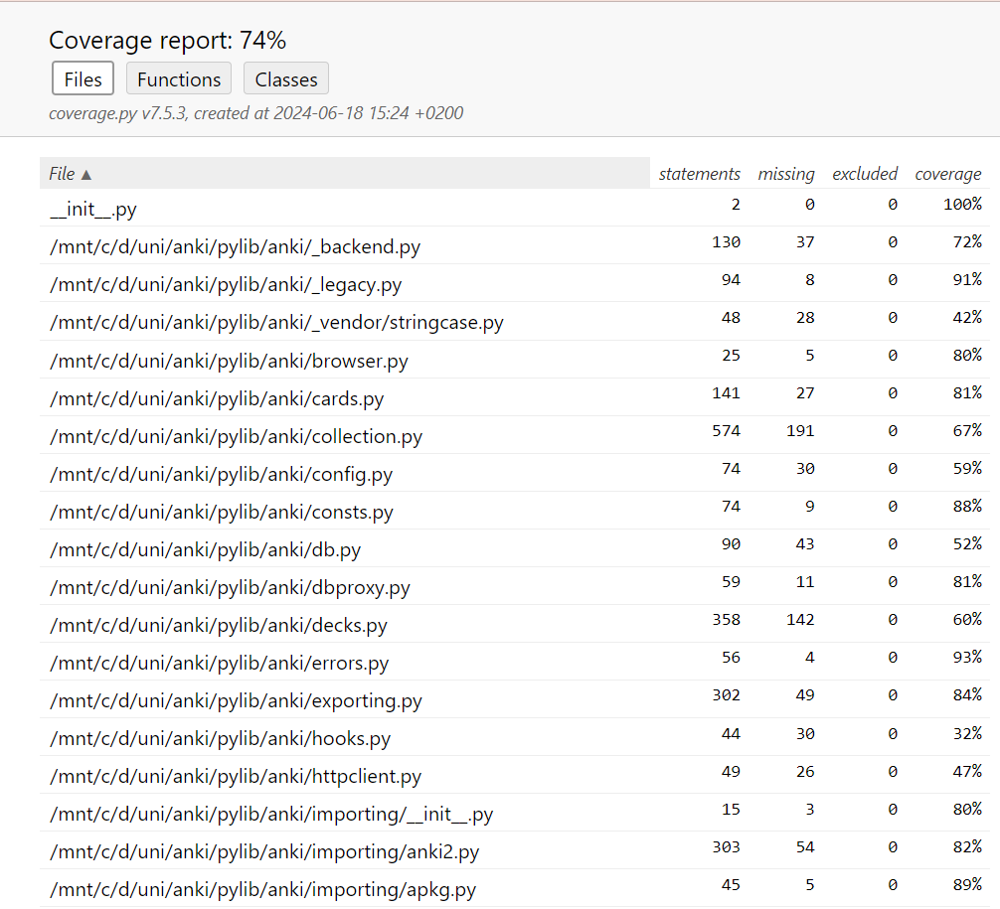 Coverage report: 74%
Files Functions Classes
coverage.py v7.5.3, created at 2024-06-18 15:24 +0200
File ▲ statements missing excluded coverage
__init__.py 2 0 0 100%
/mnt/c/d/uni/anki/pylib/anki/_backend.py 130 37 0 72%
/mnt/c/d/uni/anki/pylib/anki/_legacy.py 94 8 0 91%
/mnt/c/d/uni/anki/pylib/anki/_vendor/stringcase.py 48 28 0 42%
/mnt/c/d/uni/anki/pylib/anki/browser.py 25 5 0 80%
/mnt/c/d/uni/anki/pylib/anki/cards.py 141 27 0 81%
/mnt/c/d/uni/anki/pylib/anki/collection.py 574 191 0 67%
/mnt/c/d/uni/anki/pylib/anki/config.py 74 30 0 59%
/mnt/c/d/uni/anki/pylib/anki/consts.py 74 9 0 88%
/mnt/c/d/uni/anki/pylib/anki/db.py 90 43 0 52%
/mnt/c/d/uni/anki/pylib/anki/dbproxy.py 59 11 0 81%
/mnt/c/d/uni/anki/pylib/anki/decks.py 358 142 0 60%
/mnt/c/d/uni/anki/pylib/anki/errors.py 56 4 0 93%
/mnt/c/d/uni/anki/pylib/anki/exporting.py 302 49 0 84%
/mnt/c/d/uni/anki/pylib/anki/hooks.py 44 30 0 32%
/mnt/c/d/uni/anki/pylib/anki/httpclient.py 49 26 0 47%
/mnt/c/d/uni/anki/pylib/anki/importing/__init__.py 15 3 0 80%
/mnt/c/d/uni/anki/pylib/anki/importing/anki2.py 303 54 0 82%
/mnt/c/d/uni/anki/pylib/anki/importing/apkg.py 45 5 0 89%